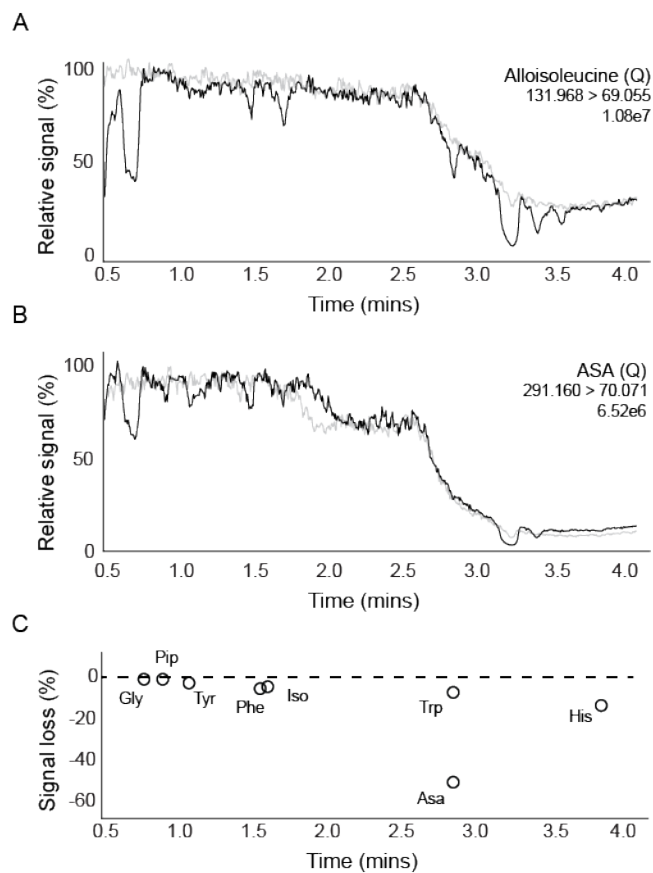 A
Relative signal (%)
100
50
0
Alloisoleucine (Q)
131.968 > 69.055
1.08e7
0.5 1.0 1.5 2.0 2.5 3.0 3.5 4.0
Time (mins)
B
Relative signal (%)
100
50
0
ASA (Q)
291.160 > 70.071
6.52e6
0.5 1.0 1.5 2.0 2.5 3.0 3.5 4.0
Time (mins)
C
Signal loss (%)
0
-20
-40
-60
Pip
Gly
Tyr
Phe
Iso
Trp
His
Asa
0.5 1.0 1.5 2.0 2.5 3.0 3.5 4.0
Time (mins)